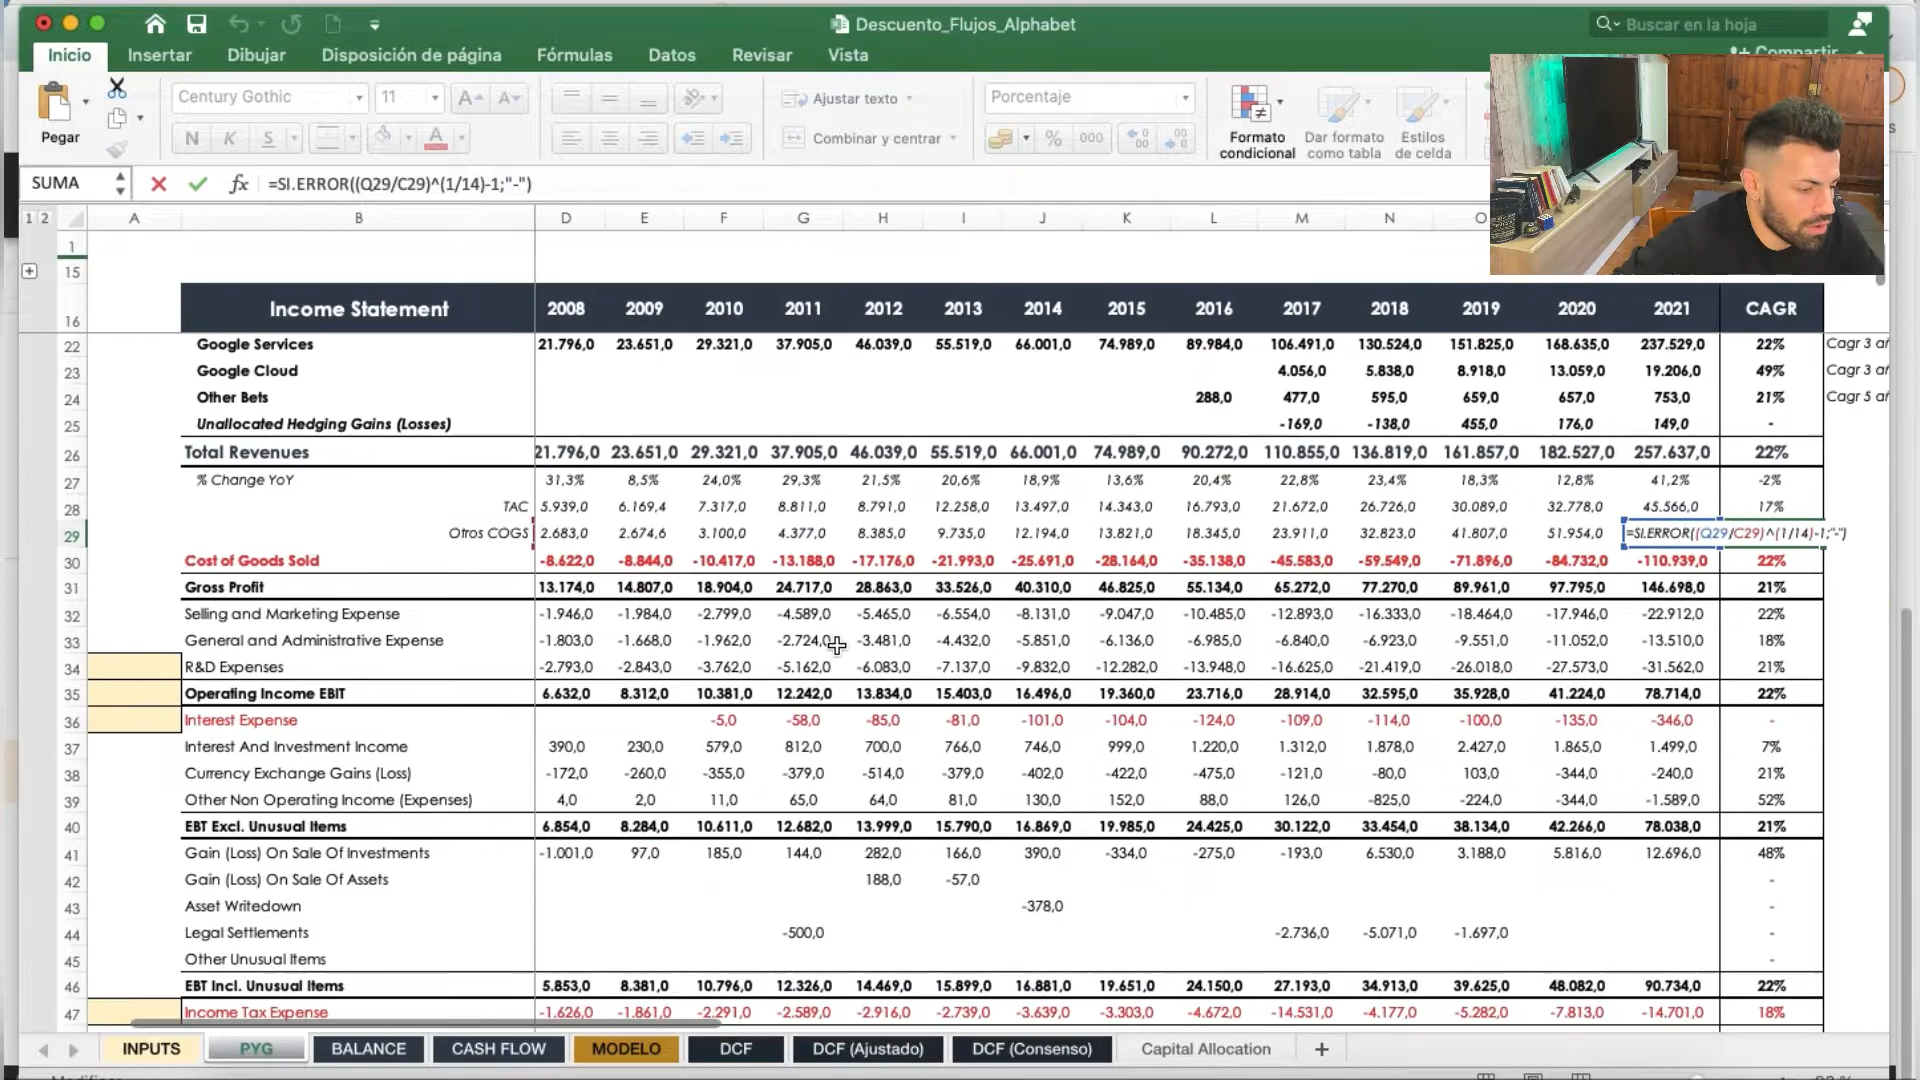 Descuento_Flujos_Alphabet
Buscar en la hoja
Inicio Insertar Dibujar Disposición de página Fórmulas Datos Revisar Vista Compartir
Century Gothic 11 A A Ajustar texto Porcentaje
Pegar N K S A Combinar y centrar % 000
Formato condicional
Dar formato como tabla
Estilos de celda
SUMA fx =SI.ERROR((Q29/C29)^(1/14)-1;"-")
1 2 A B D E F G H I J K L M N O
1
15
16 Income Statement 2008 2009 2010 2011 2012 2013 2014 2015 2016 2017 2018 2019 2020 2021 CAGR
22 Google Services 21.796,0 23.651,0 29.321,0 37.905,0 46.039,0 55.519,0 66.001,0 74.989,0 89.984,0 106.491,0 130.524,0 151.825,0 168.635,0 237.529,0 22% Cagr 3 añ
23 Google Cloud 4.056,0 5.838,0 8.918,0 13.059,0 19.206,0 49% Cagr 3 añ
24 Other Bets 288,0 477,0 595,0 659,0 657,0 753,0 21% Cagr 5 añ
25 Unallocated Hedging Gains (Losses) -169,0 -138,0 455,0 176,0 149,0 -
26 Total Revenues 21.796,0 23.651,0 29.321,0 37.905,0 46.039,0 55.519,0 66.001,0 74.989,0 90.272,0 110.855,0 136.819,0 161.857,0 182.527,0 257.637,0 22%
27 % Change YoY 31,3% 8,5% 24,0% 29,3% 21,5% 20,6% 18,9% 13,6% 20,4% 22,8% 23,4% 18,3% 12,8% 41,2% -2%
28 TAC 5.939,0 6.169,4 7.317,0 8.811,0 8.791,0 12.258,0 13.497,0 14.343,0 16.793,0 21.672,0 26.726,0 30.089,0 32.778,0 45.566,0 17%
29 Otros COGS 2.683,0 2.674,6 3.100,0 4.377,0 8.385,0 9.735,0 12.194,0 13.821,0 18.345,0 23.911,0 32.823,0 41.807,0 51.954,0 =SI.ERROR((Q29/C29)^(1/14)-1;"-")
30 Cost of Goods Sold -8.622,0 -8.844,0 -10.417,0 -13.188,0 -17.176,0 -21.993,0 -25.691,0 -28.164,0 -35.138,0 -45.583,0 -59.549,0 -71.896,0 -84.732,0 -110.939,0 22%
31 Gross Profit 13.174,0 14.807,0 18.904,0 24.717,0 28.863,0 33.526,0 40.310,0 46.825,0 55.134,0 65.272,0 77.270,0 89.961,0 97.795,0 146.698,0 21%
32 Selling and Marketing Expense -1.946,0 -1.984,0 -2.799,0 -4.589,0 -5.465,0 -6.554,0 -8.131,0 -9.047,0 -10.485,0 -12.893,0 -16.333,0 -18.464,0 -17.946,0 -22.912,0 22%
33 General and Administrative Expense -1.803,0 -1.668,0 -1.962,0 -2.724,0 -3.481,0 -4.432,0 -5.851,0 -6.136,0 -6.985,0 -6.840,0 -6.923,0 -9.551,0 -11.052,0 -13.510,0 18%
34 R&D Expenses -2.793,0 -2.843,0 -3.762,0 -5.162,0 -6.083,0 -7.137,0 -9.832,0 -12.282,0 -13.948,0 -16.625,0 -21.419,0 -26.018,0 -27.573,0 -31.562,0 21%
35 Operating Income EBIT 6.632,0 8.312,0 10.381,0 12.242,0 13.834,0 15.403,0 16.496,0 19.360,0 23.716,0 28.914,0 32.595,0 35.928,0 41.224,0 78.714,0 22%
36 Interest Expense -5,0 -58,0 -85,0 -81,0 -101,0 -104,0 -124,0 -109,0 -114,0 -100,0 -135,0 -346,0 -
37 Interest And Investment Income 390,0 230,0 579,0 812,0 700,0 766,0 746,0 999,0 1.220,0 1.312,0 1.878,0 2.427,0 1.865,0 1.499,0 7%
38 Currency Exchange Gains (Loss) -172,0 -260,0 -355,0 -379,0 -514,0 -379,0 -402,0 -422,0 -475,0 -121,0 -80,0 103,0 -344,0 -240,0 21%
39 Other Non Operating Income (Expenses) 4,0 2,0 11,0 65,0 64,0 81,0 130,0 152,0 88,0 126,0 -825,0 -224,0 -344,0 -1.589,0 52%
40 EBT Excl. Unusual Items 6.854,0 8.284,0 10.611,0 12.682,0 13.999,0 15.790,0 16.869,0 19.985,0 24.425,0 30.122,0 33.454,0 38.134,0 42.266,0 78.038,0 21%
41 Gain (Loss) On Sale Of Investments -1.001,0 97,0 185,0 144,0 282,0 166,0 390,0 -334,0 -275,0 -193,0 6.530,0 3.188,0 5.816,0 12.696,0 48%
42 Gain (Loss) On Sale Of Assets 188,0 -57,0 -
43 Asset Writedown -378,0 -
44 Legal Settlements -500,0 -2.736,0 -5.071,0 -1.697,0 -
45 Other Unusual Items -
46 EBT Incl. Unusual Items 5.853,0 8.381,0 10.796,0 12.326,0 14.469,0 15.899,0 16.881,0 19.651,0 24.150,0 27.193,0 34.913,0 39.625,0 48.082,0 90.734,0 22%
47 Income Tax Expense -1.626,0 -1.861,0 -2.291,0 -2.589,0 -2.916,0 -2.739,0 -3.639,0 -3.303,0 -4.672,0 -14.531,0 -4.177,0 -5.282,0 -7.813,0 -14.701,0 18%
INPUTS PYG BALANCE CASH FLOW MODELO DCF DCF (Ajustado) DCF (Consenso) Capital Allocation +